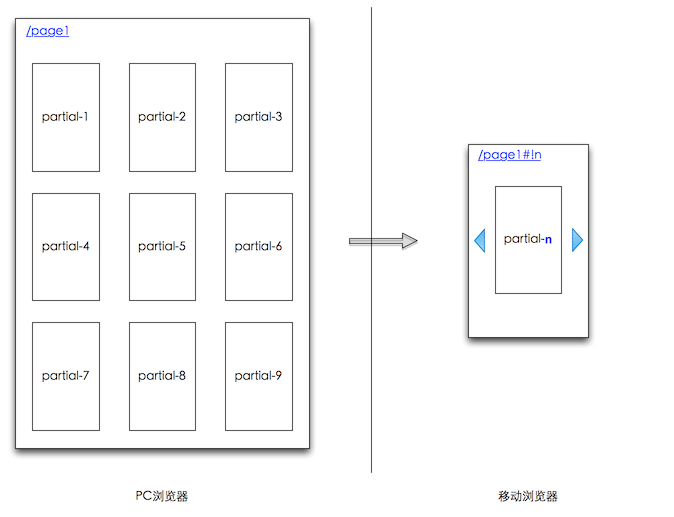 /page1
partial-1 partial-2 partial-3
partial-4 partial-5 partial-6
partial-7 partial-8 partial-9
PC浏览器
/page1#!n
partial-n
移动浏览器